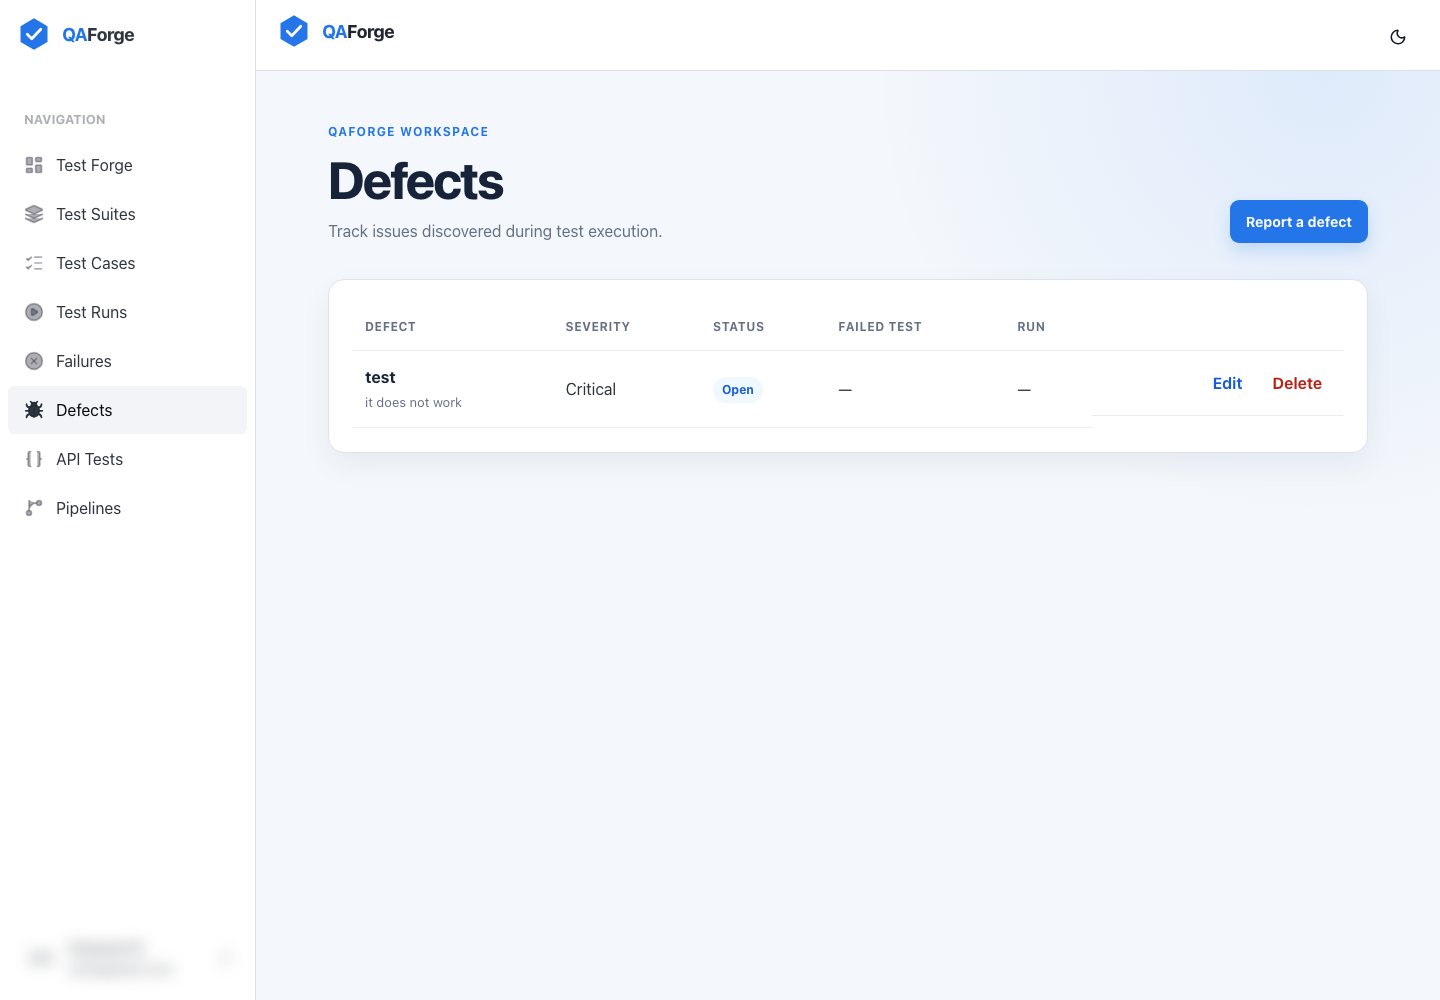 QAForge
NAVIGATION
Test Forge
Test Suites
Test Cases
Test Runs
Failures
Defects
API Tests
Pipelines
QAForge
QAFORGE WORKSPACE
Defects
Track issues discovered during test execution.
Report a defect
DEFECT SEVERITY STATUS FAILED TEST RUN
test
it does not work
Critical Open — — Edit Delete